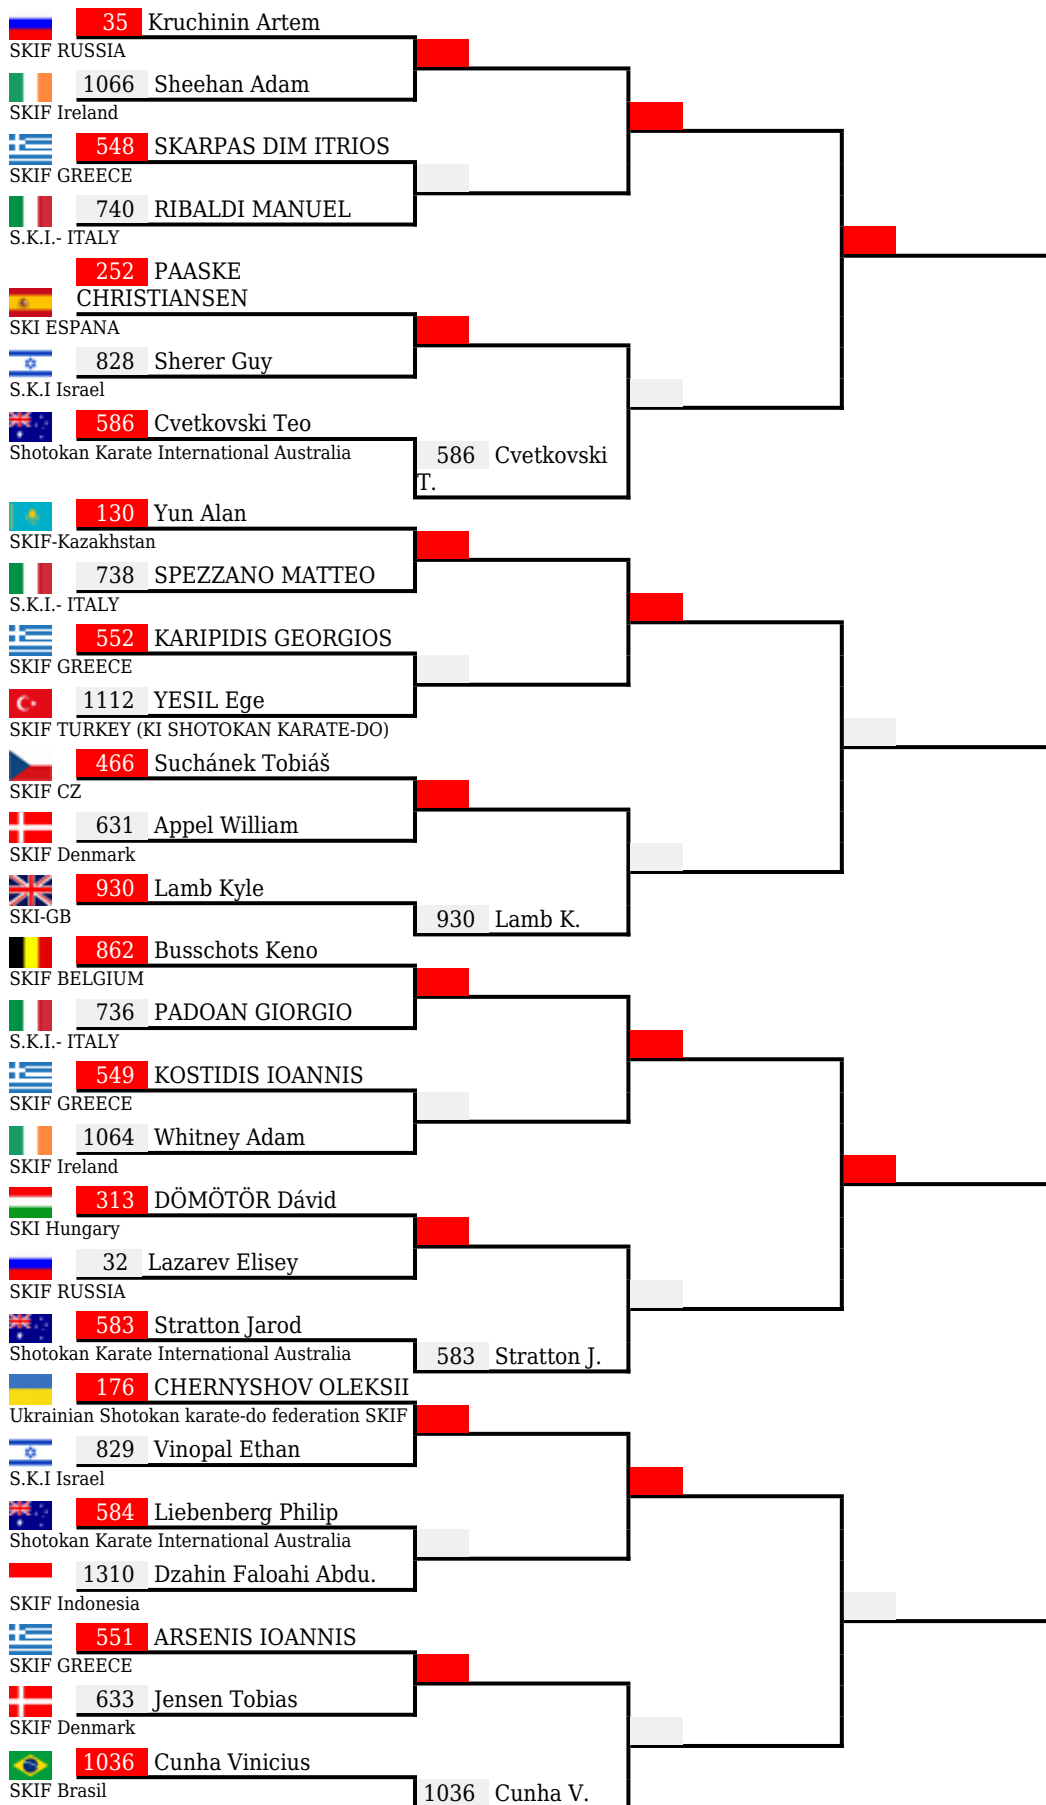 35 Kruchinin Artem
SKIF RUSSIA
1066 Sheehan Adam
SKIF Ireland
548 SKARPAS DIM ITRIOS
SKIF GREECE
740 RIBALDI MANUEL
S.K.I.- ITALY
252 PAASKE
CHRISTIANSEN
SKI ESPANA
828 Sherer Guy
S.K.I Israel
586 Cvetkovski Teo
Shotokan Karate International Australia
586 Cvetkovski
T.
130 Yun Alan
SKIF-Kazakhstan
738 SPEZZANO MATTEO
S.K.I.- ITALY
552 KARIPIDIS GEORGIOS
SKIF GREECE
1112 YESIL Ege
SKIF TURKEY (KI SHOTOKAN KARATE-DO)
466 Suchánek Tobiáš
SKIF CZ
631 Appel William
SKIF Denmark
930 Lamb Kyle
SKI-GB
930 Lamb K.
862 Busschots Keno
SKIF BELGIUM
736 PADOAN GIORGIO
S.K.I.- ITALY
549 KOSTIDIS IOANNIS
SKIF GREECE
1064 Whitney Adam
SKIF Ireland
313 DÖMÖTÖR Dávid
SKI Hungary
32 Lazarev Elisey
SKIF RUSSIA
583 Stratton Jarod
Shotokan Karate International Australia
583 Stratton J.
176 CHERNYSHOV OLEKSII
Ukrainian Shotokan karate-do federation SKIF
829 Vinopal Ethan
S.K.I Israel
584 Liebenberg Philip
Shotokan Karate International Australia
1310 Dzahin Faloahi Abdu.
SKIF Indonesia
551 ARSENIS IOANNIS
SKIF GREECE
633 Jensen Tobias
SKIF Denmark
1036 Cunha Vinicius
SKIF Brasil
1036 Cunha V.